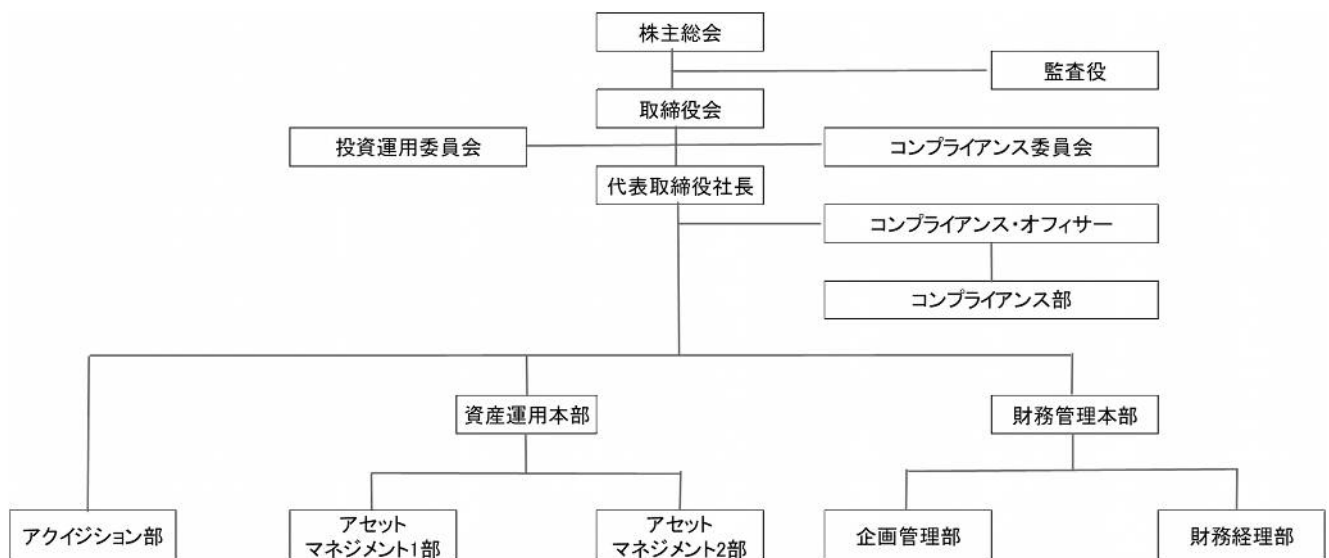 株主総会
監査役
取締役会
投資運用委員会
コンプライアンス委員会
代表取締役社長
コンプライアンス・オフィサー
コンプライアンス部
資産運用本部
財務管理本部
アクイジション部
アセット
マネジメント1部
アセット
マネジメント2部
企画管理部
財務経理部